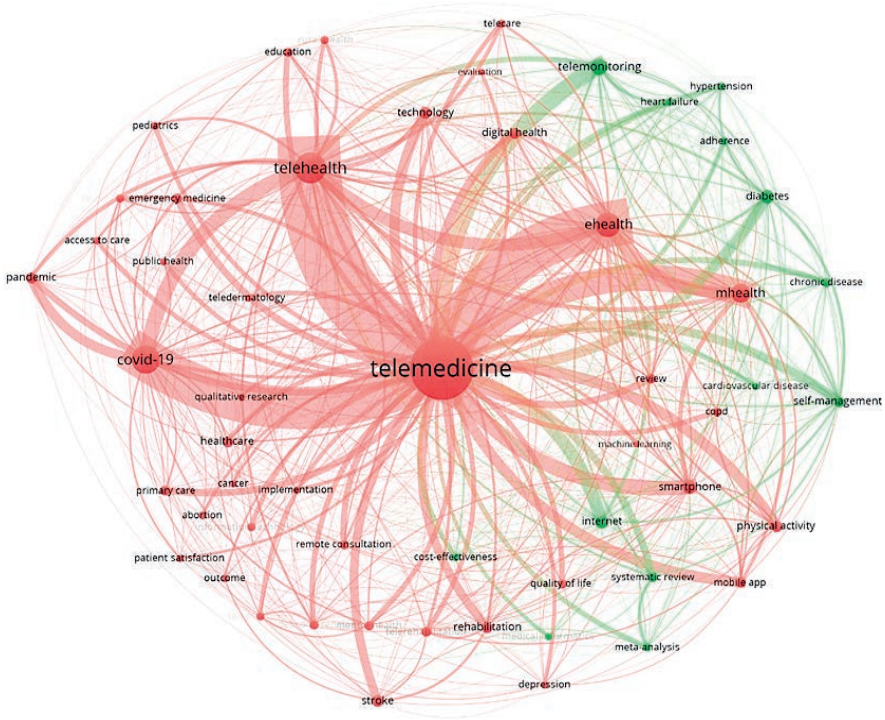 telecare
education
telemonitoring
evaluation
hypertension
heart failure
technology
pediatrics
digital health
adherence
telehealth
emergency medicine
diabetes
ehealth
access to care
public health
pandemic
chronic disease
mhealth
teledermatology
covid-19
telemedicine
review
cardiovascular disease
qualitative research
self-management
copd
healthcare
machine learning
cancer
primary care
implementation
smartphone
abortion
internet
physical activity
remote consultation
patient satisfaction
cost-effectiveness
outcome
quality of life
systematic review
mobile app
rehabilitation
meta-analysis
depression
stroke